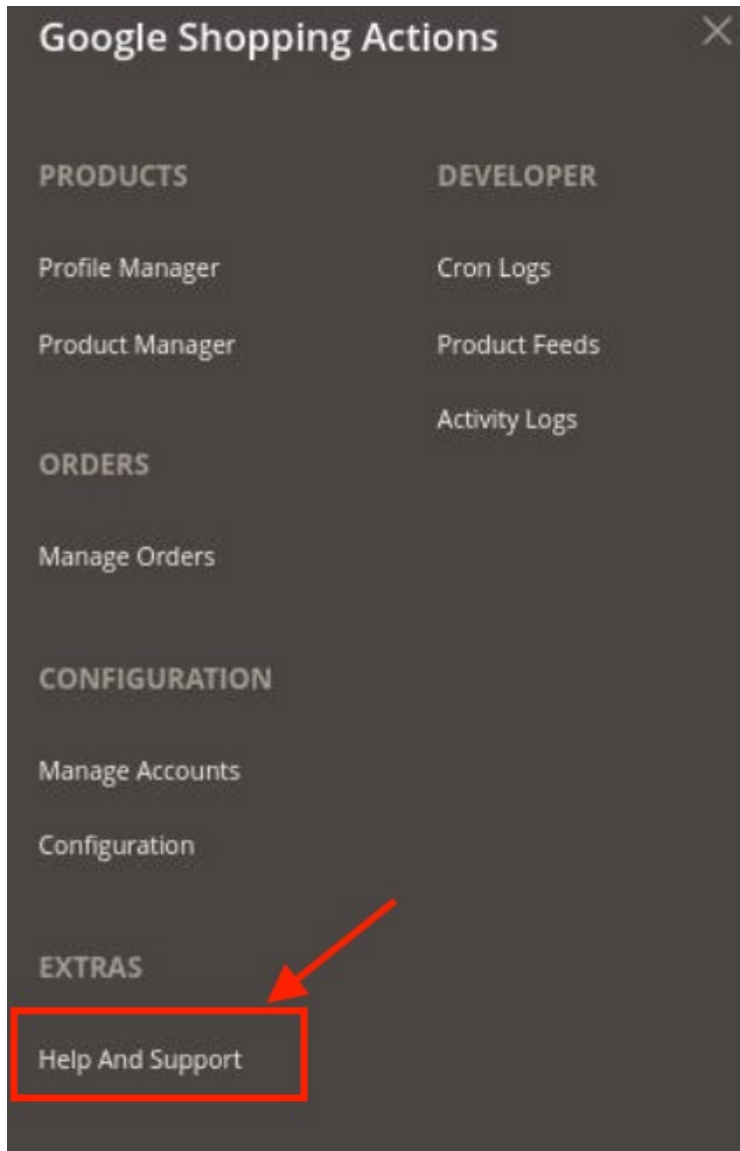 Google Shopping Actions
PRODUCTS
Profile Manager
Product Manager
ORDERS
Manage Orders
CONFIGURATION
Manage Accounts
Configuration
EXTRAS
Help And Support
DEVELOPER
Cron Logs
Product Feeds
Activity Logs